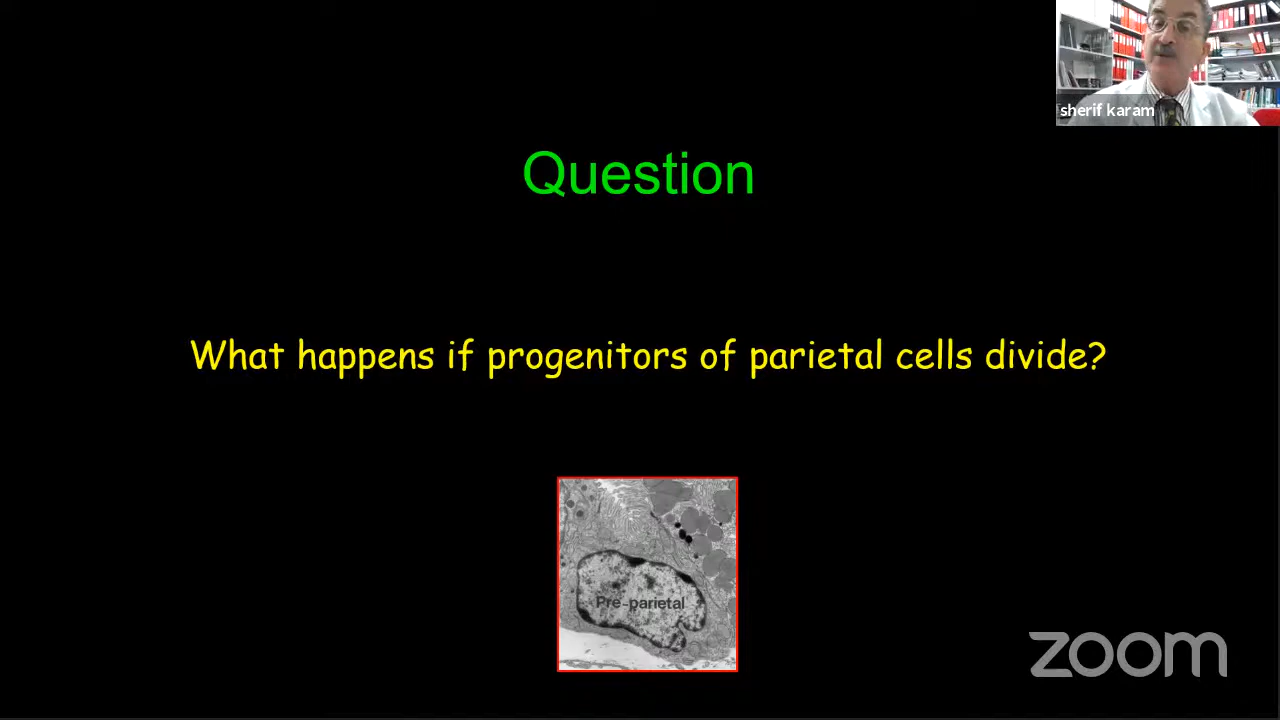 sherif karam
Question
What happens if progenitors of parietal cells divide?
Pre-parietal
zoom